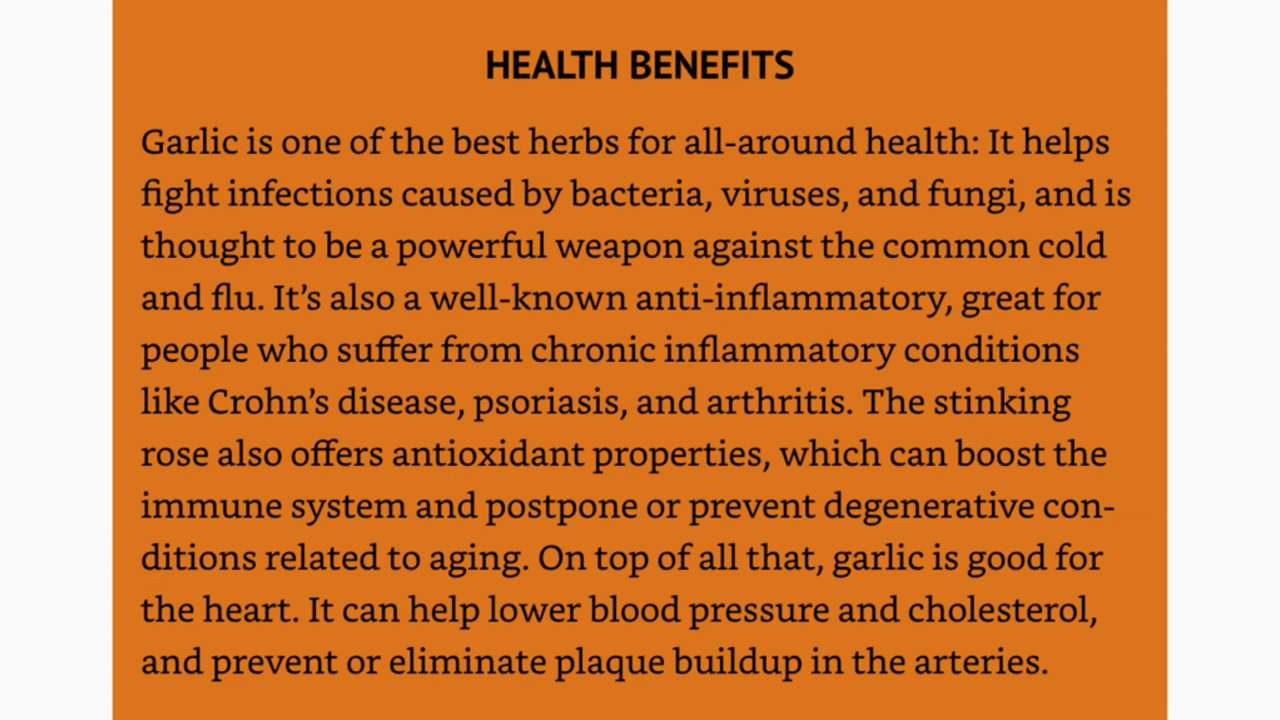 HEALTH BENEFITS
Garlic is one of the best herbs for all-around health: It helps
fight infections caused by bacteria, viruses, and fungi, and is
thought to be a powerful weapon against the common cold
and flu. It’s also a well-known anti-inflammatory, great for
people who suffer from chronic inflammatory conditions
like Crohn’s disease, psoriasis, and arthritis. The stinking
rose also offers antioxidant properties, which can boost the
immune system and postpone or prevent degenerative con-
ditions related to aging. On top of all that, garlic is good for
the heart. It can help lower blood pressure and cholesterol,
and prevent or eliminate plaque buildup in the arteries.